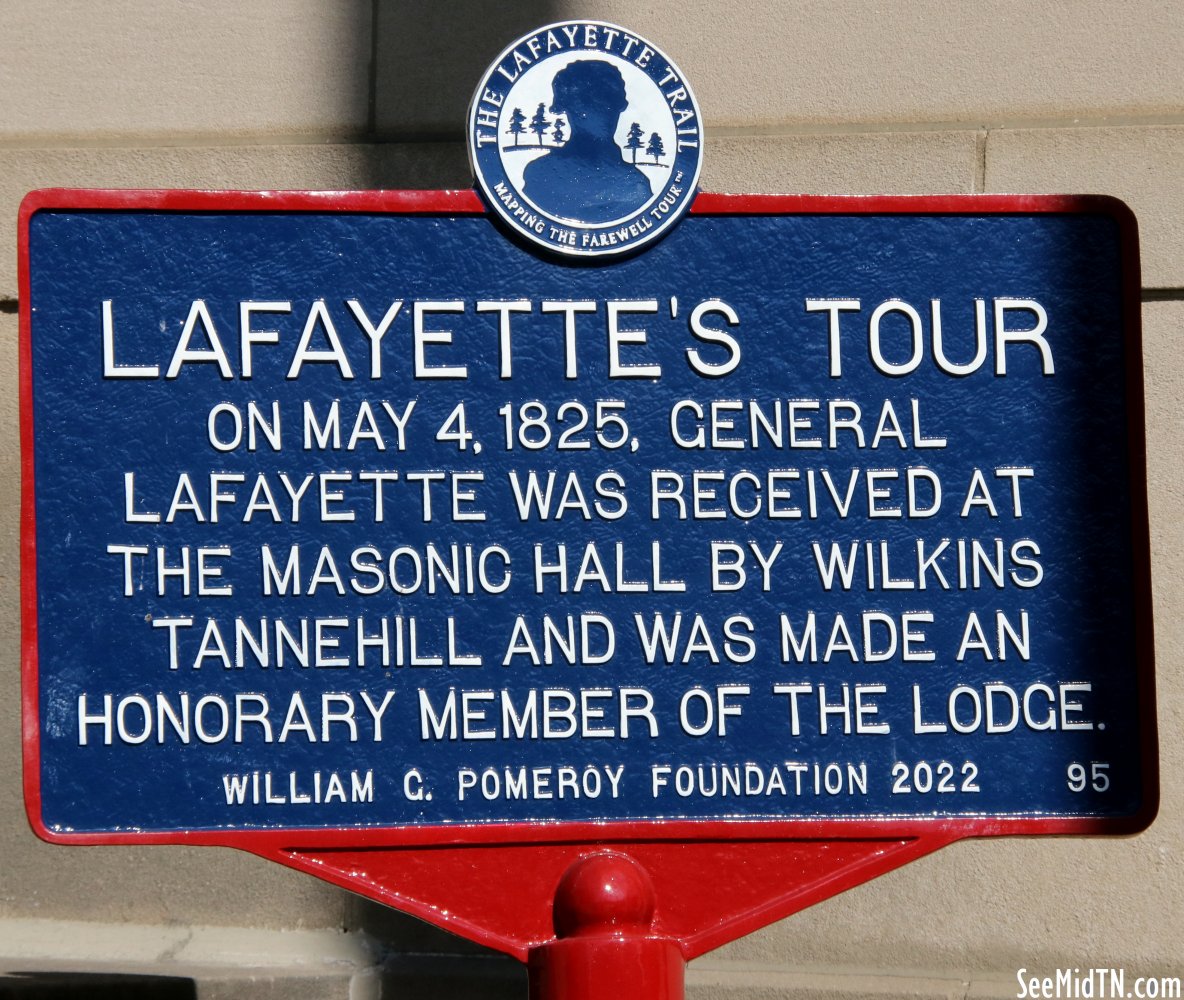 THE LAFAYETTE TRAIL
MAPPING THE FAREWELL TOUR™
LAFAYETTE'S TOUR
ON MAY 4, 1825, GENERAL
LAFAYETTE WAS RECEIVED AT
THE MASONIC HALL BY WILKINS
TANNEHILL AND WAS MADE AN
HONORARY MEMBER OF THE LODGE.
WILLIAM G. POMEROY FOUNDATION 2022 95
SeeMidTN.com